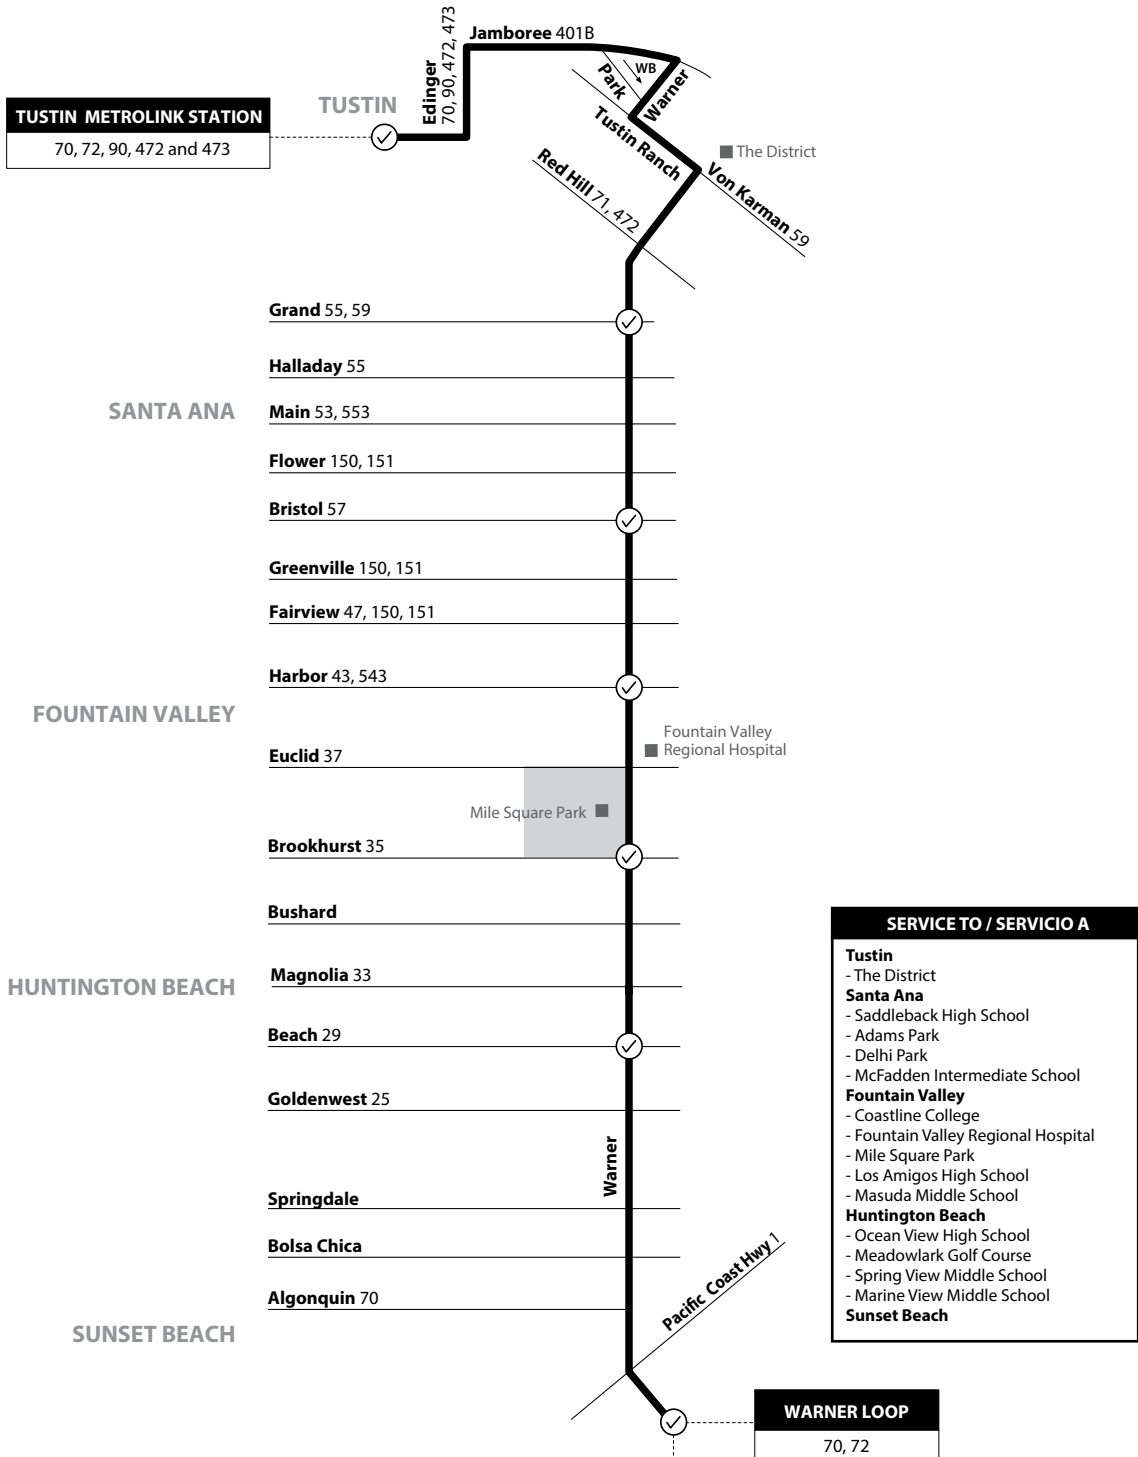 Jamboree 401B
Edinger
70, 90, 472, 473
WB
Park
Warner
TUSTIN
TUSTIN METROLINK STATION
70, 72, 90, 472 and 473
Tustin Ranch
The District
Red Hill 71, 472
Von Karman 59
Grand 55, 59
Halladay 55
SANTA ANA
Main 53, 553
Flower 150, 151
Bristol 57
Greenville 150, 151
Fairview 47, 150, 151
Harbor 43, 543
FOUNTAIN VALLEY
Fountain Valley
Regional Hospital
Euclid 37
Mile Square Park
Brookhurst 35
Bushard
Magnolia 33
HUNTINGTON BEACH
Beach 29
Goldenwest 25
Warner
Springdale
Bolsa Chica
Pacific Coast Hwy 1
Algonquin 70
SUNSET BEACH
SERVICE TO / SERVICIO A
Tustin
- The District
Santa Ana
- Saddleback High School
- Adams Park
- Delhi Park
- McFadden Intermediate School
Fountain Valley
- Coastline College
- Fountain Valley Regional Hospital
- Mile Square Park
- Los Amigos High School
- Masuda Middle School
Huntington Beach
- Ocean View High School
- Meadowlark Golf Course
- Spring View Middle School
- Marine View Middle School
Sunset Beach
WARNER LOOP
70, 72